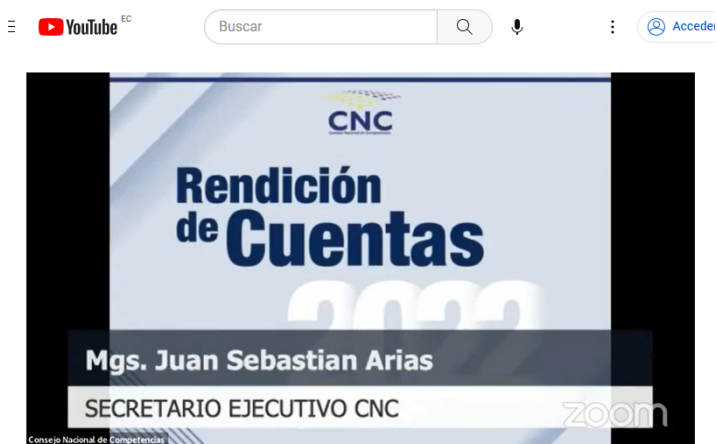 YouTube EC
Buscar
Acceder
CNC
Consejo Nacional de Competencias
Rendición
de Cuentas
2022
Mgs. Juan Sebastian Arias
SECRETARIO EJECUTIVO CNC
zoom
Consejo Nacional de Competencias